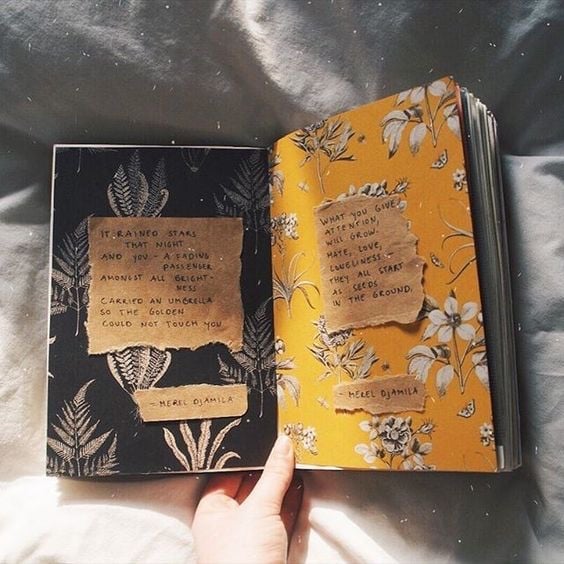 IT RAINED STARS
THAT NIGHT
AND YOU - A FADING
PASSENGER
AMONGST ALL BRIGHT-
NESS
CARRIED AN UMBRELLA
SO THE GOLDEN
COULD NOT TOUCH YOU
- MEREL DJAMILA
WHAT YOU GIVE
ATTENTION,
WILL GROW.
HATE, LOVE,
LONELINESS -
THEY ALL START
AS SEEDS
IN THE GROUND.
- MEREL DJAMILA